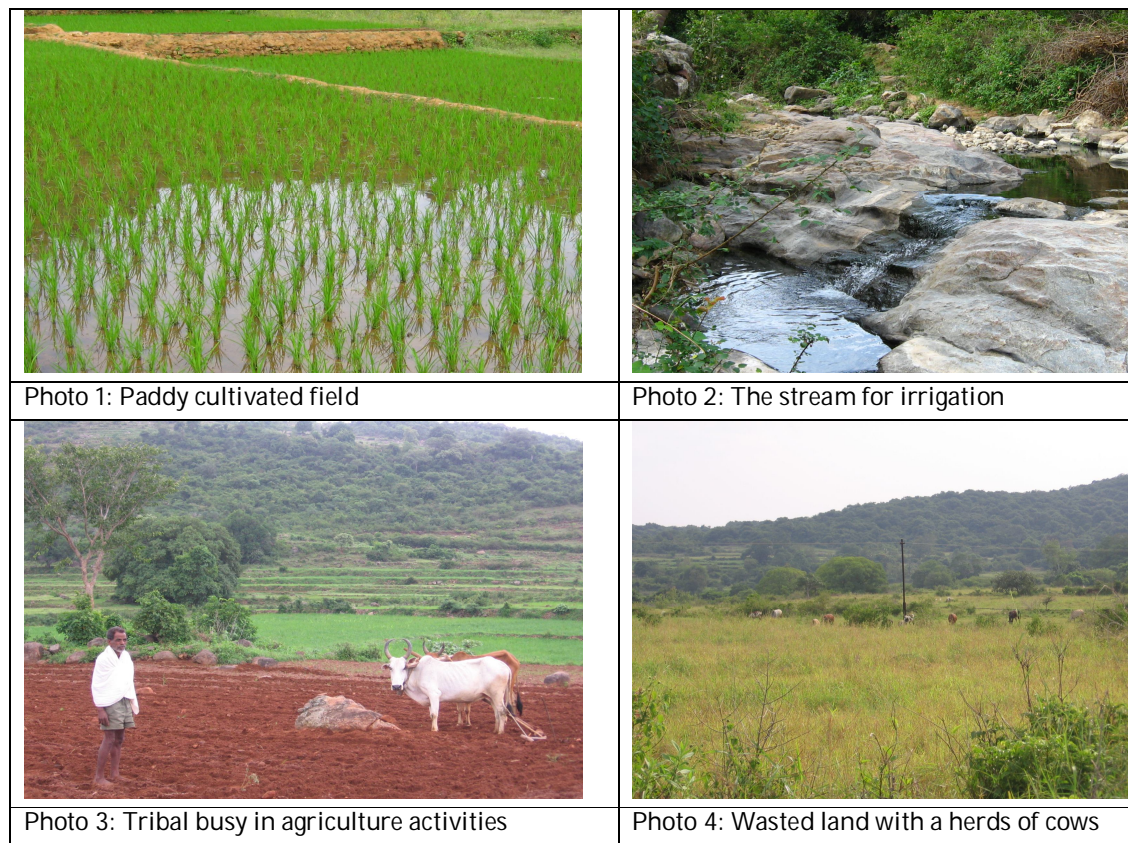 Photo 1: Paddy cultivated field
Photo 2: The stream for irrigation
Photo 3: Tribal busy in agriculture activities
Photo 4: Wasted land with a herds of cows